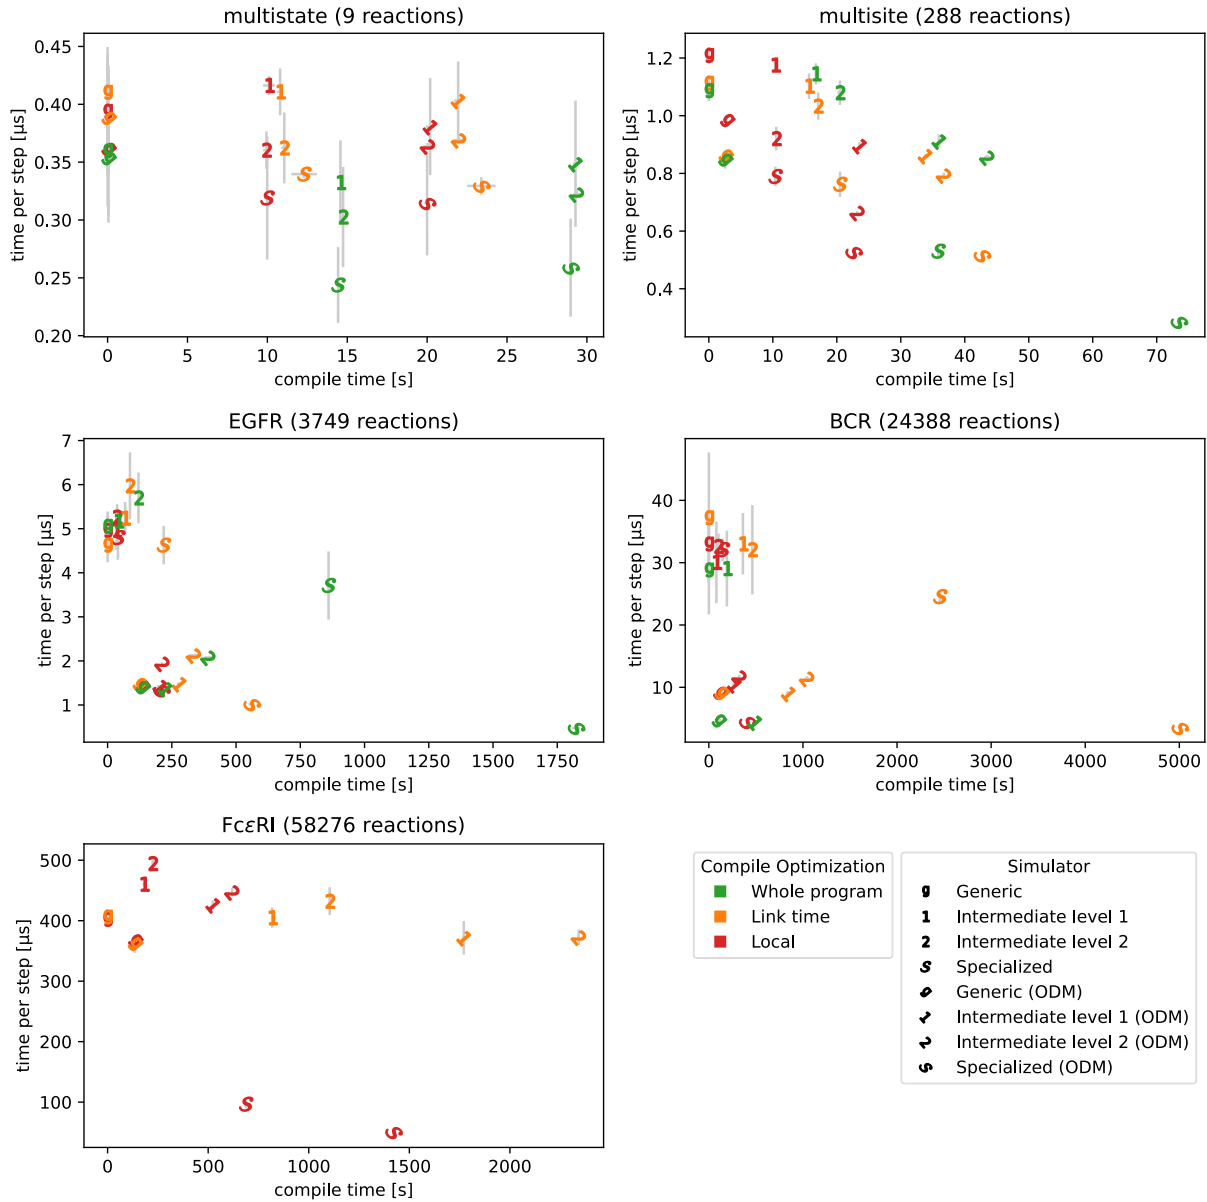 multistate (9 reactions)
0.45
0.40
0.35
0.30
0.25
0.20
time per step [µs]
0 5 10 15 20 25 30
compile time [s]
multisite (288 reactions)
1.2
1.0
0.8
0.6
0.4
time per step [µs]
0 10 20 30 40 50 60 70
compile time [s]
EGFR (3749 reactions)
7
6
5
4
3
2
1
time per step [µs]
0 250 500 750 1000 1250 1500 1750
compile time [s]
BCR (24388 reactions)
40
30
20
10
time per step [µs]
0 1000 2000 3000 4000 5000
compile time [s]
FcεRI (58276 reactions)
500
400
300
200
100
time per step [µs]
0 500 1000 1500 2000
compile time [s]
Compile Optimization
Whole program
Link time
Local
Simulator
g Generic
1 Intermediate level 1
2 Intermediate level 2
S Specialized
g Generic (ODM)
1 Intermediate level 1 (ODM)
2 Intermediate level 2 (ODM)
S Specialized (ODM)